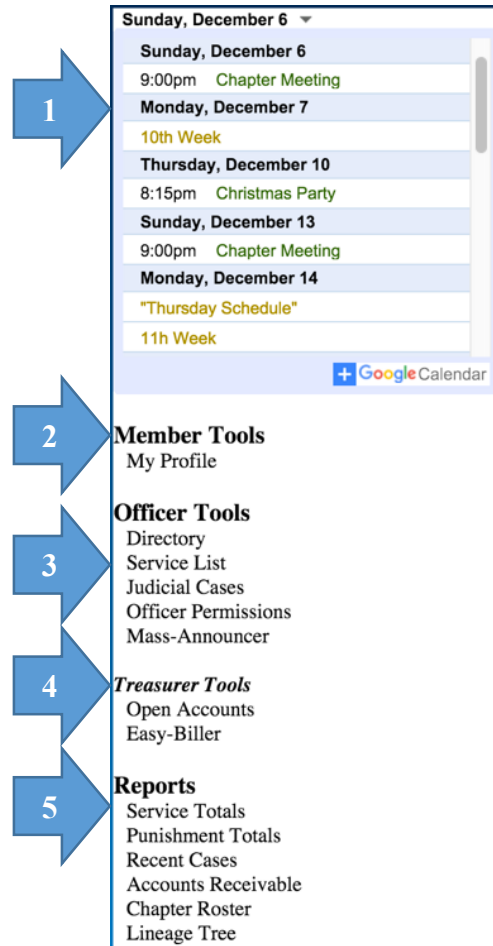 Sunday, December 6
Sunday, December 6
9:00pm Chapter Meeting
1
Monday, December 7
10th Week
Thursday, December 10
8:15pm Christmas Party
Sunday, December 13
9:00pm Chapter Meeting
Monday, December 14
"Thursday Schedule"
11h Week
+ Google Calendar
2
Member Tools
My Profile
Officer Tools
Directory
3
Service List
Judicial Cases
Officer Permissions
Mass-Announcer
4
Treasurer Tools
Open Accounts
Easy-Biller
Reports
5
Service Totals
Punishment Totals
Recent Cases
Accounts Receivable
Chapter Roster
Lineage Tree